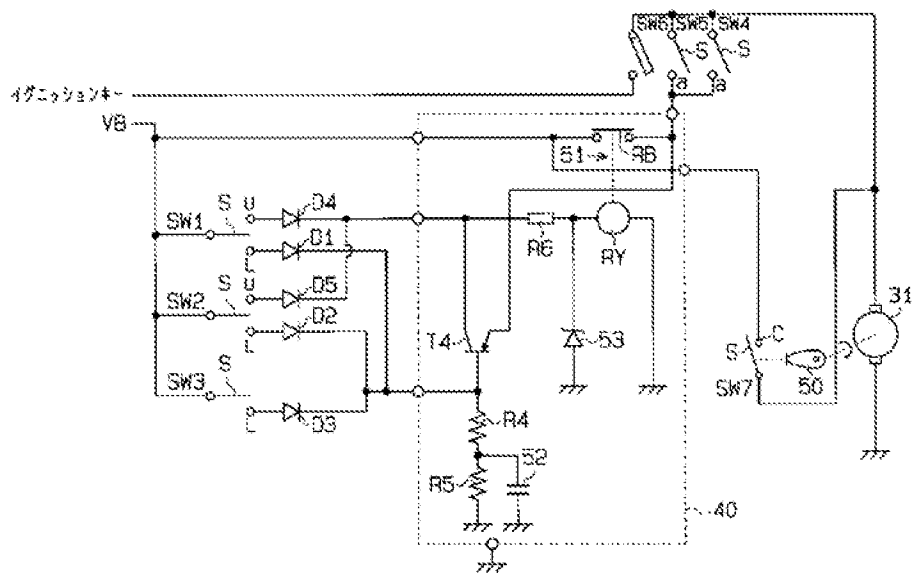 SW6 SW5 SW4
S
S
a
a
イグニッションキー
VB
51
RB
S
U
D4
SW1
L
D1
R6
RY
S
U
D5
SW2
L
D2
31
T4
53
S
C
S
SW7
50
SW3
L
D3
R4
52
R5
40